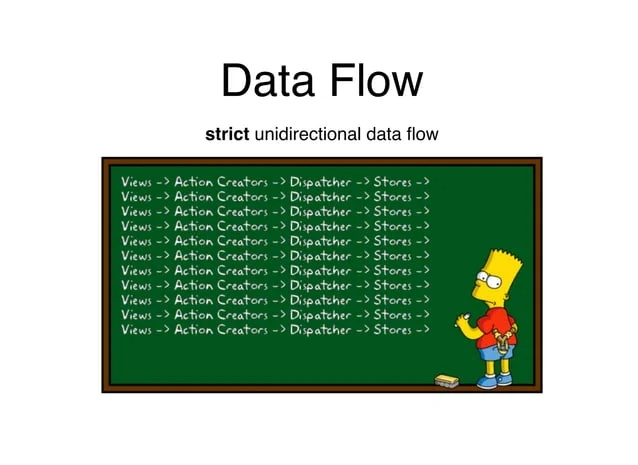 Data Flow
strict unidirectional data flow
Views -> Action Creators -> Dispatcher -> Stores ->
Views -> Action Creators -> Dispatcher -> Stores ->
Views -> Action Creators -> Dispatcher -> Stores ->
Views -> Action Creators -> Dispatcher -> Stores ->
Views -> Action Creators -> Dispatcher -> Stores ->
Views -> Action Creators -> Dispatcher -> Stores ->
Views -> Action Creators -> Dispatcher -> Stores ->
Views -> Action Creators -> Dispatcher -> Stores ->
Views -> Action Creators -> Dispatcher -> Stores ->
Views -> Action Creators -> Dispatcher -> Stores ->
Views -> Action Creators -> Dispatcher -> Stores ->